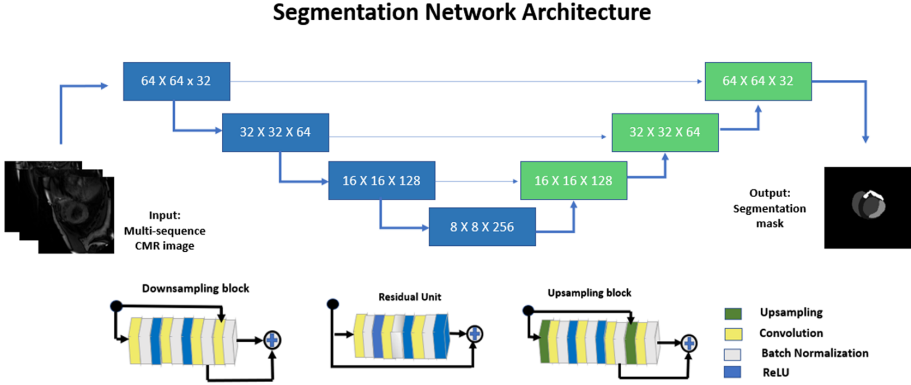 Segmentation Network Architecture
64 X 64 x 32
64 X 64 X 32
32 X 32 X 64
32 X 32 X 64
16 X 16 X 128
16 X 16 X 128
8 X 8 X 256
Input:
Multi-sequence
CMR image
Output:
Segmentation
mask
Downsampling block
Residual Unit
Upsampling block
Upsampling
Convolution
Batch Normalization
ReLU